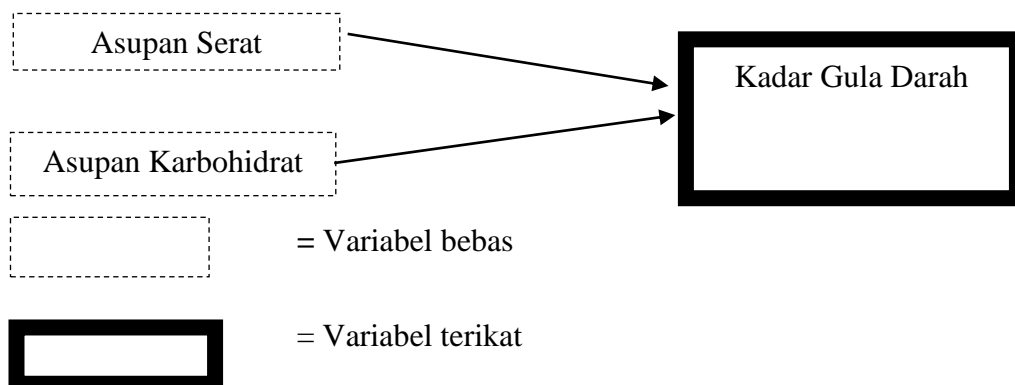 Asupan Serat
Kadar Gula Darah
Asupan Karbohidrat
= Variabel bebas
= Variabel terikat